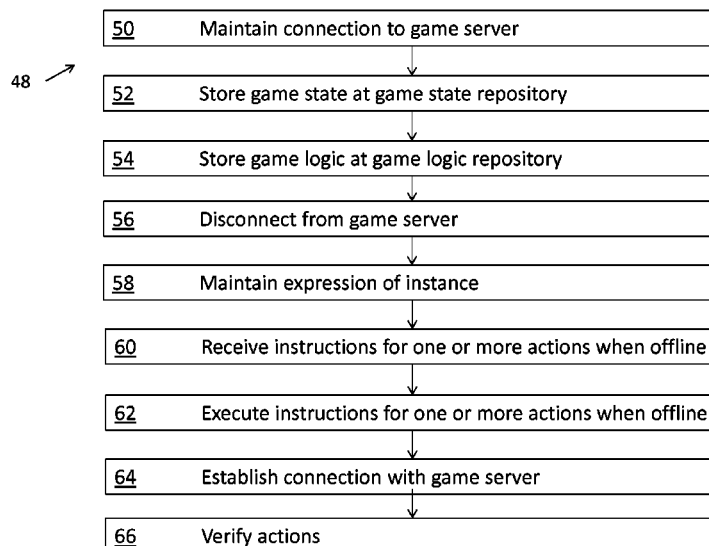 50 Maintain connection to game server
48
52 Store game state at game state repository
54 Store game logic at game logic repository
56 Disconnect from game server
58 Maintain expression of instance
60 Receive instructions for one or more actions when offline
62 Execute instructions for one or more actions when offline
64 Establish connection with game server
66 Verify actions